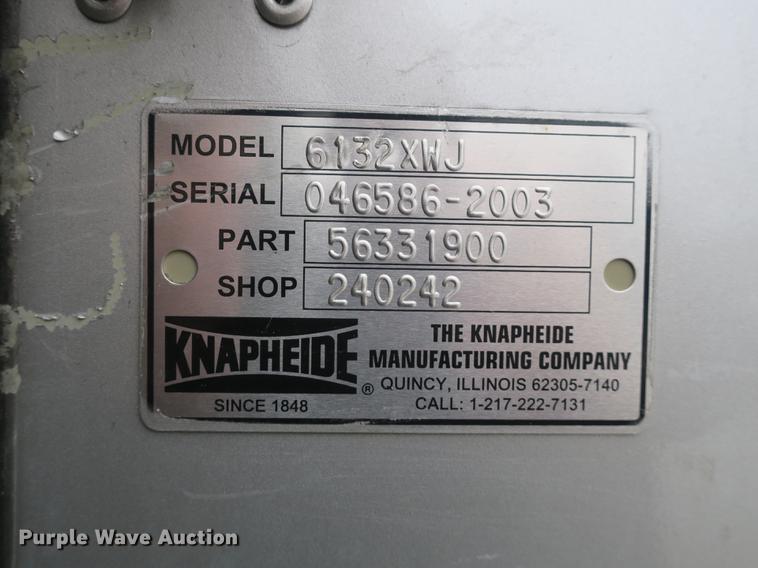 MODEL 6132XWJ
SERIAL 046586-2003
PART 56331900
SHOP 240242
KNAPHEIDE ®
SINCE 1848
THE KNAPHEIDE
MANUFACTURING COMPANY
QUINCY, ILLINOIS 62305-7140
CALL: 1-217-222-7131
Purple Wave Auction